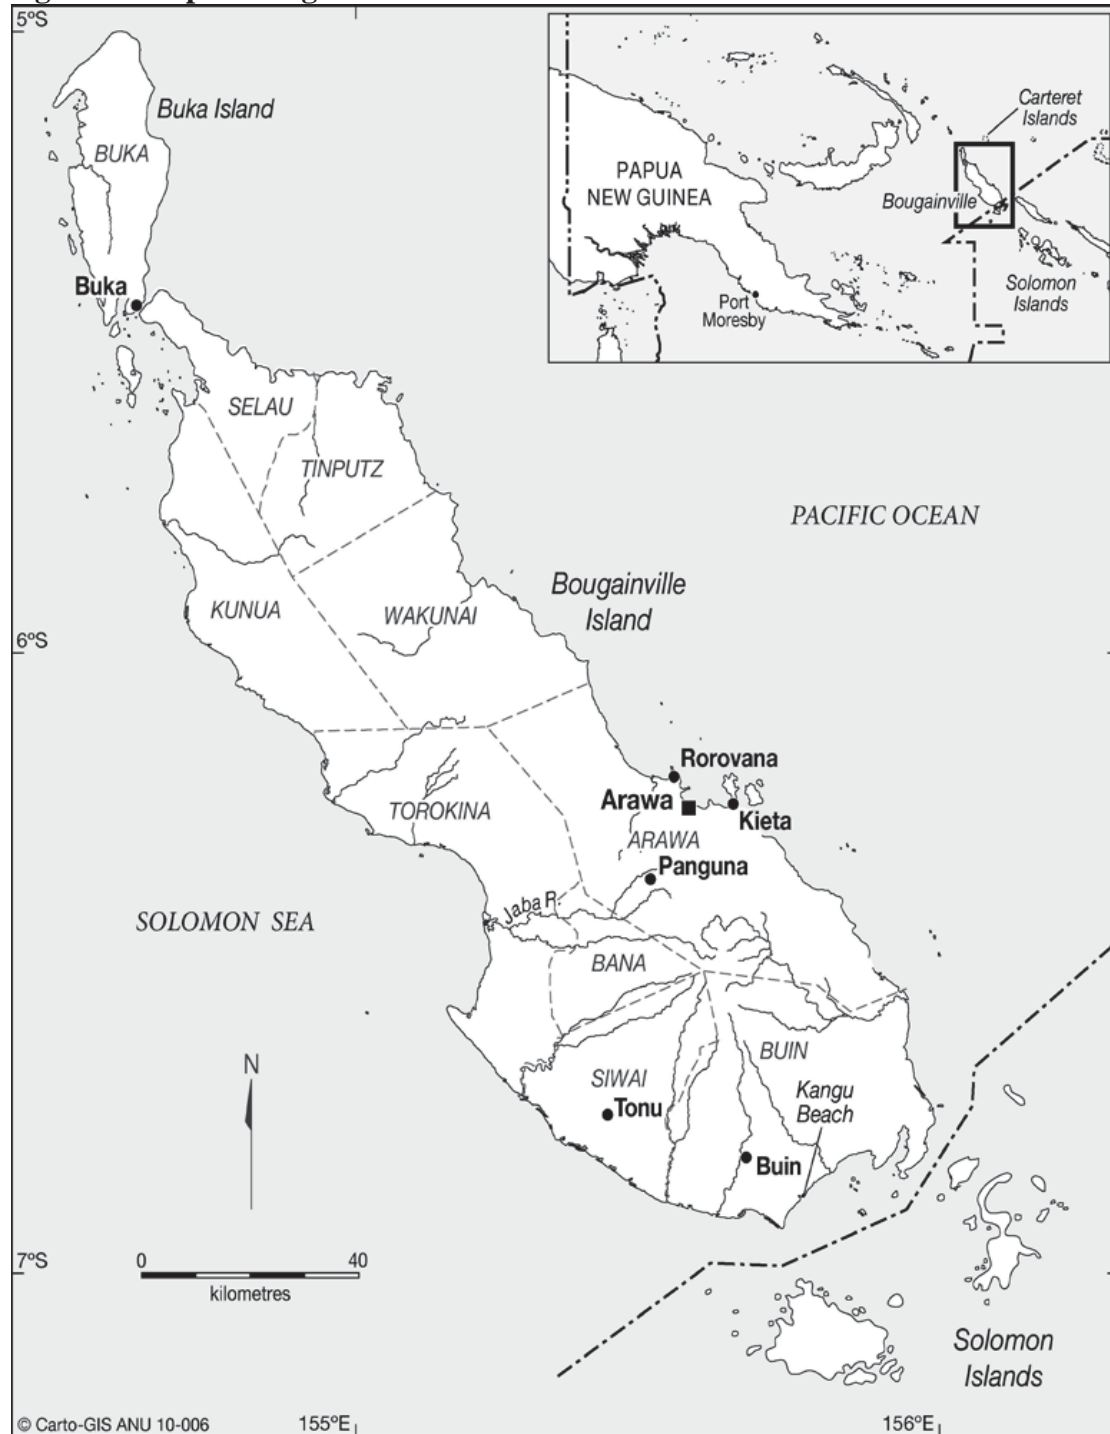 5°S
Buka Island
BUKA
Buka
Carteret
Islands
PAPUA
NEW GUINEA
Bougainville
Solomon
Islands
Port
Moresby
SELAU
TINPUTZ
PACIFIC OCEAN
Bougainville
Island
KUNUA
WAKUNAI
6°S
Rorovana
Arawa
Kieta
TOROKINA
ARAWA
Panguna
Jaba R.
SOLOMON SEA
BANA
N
BUIN
SIWAI
Kangu
Beach
Tonu
Buin
7°S
0 40
kilometres
Solomon
Islands
© Carto-GIS ANU 10-006
155°E
156°E